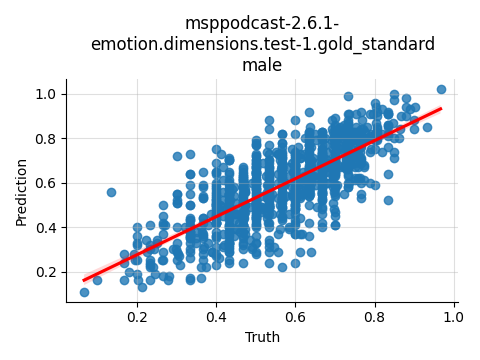 msppodcast-2.6.1-
emotion.dimensions.test-1.gold_standard
male
1.0
0.8
0.6
0.4
0.2
Prediction
0.2
0.4
0.6
0.8
1.0
Truth